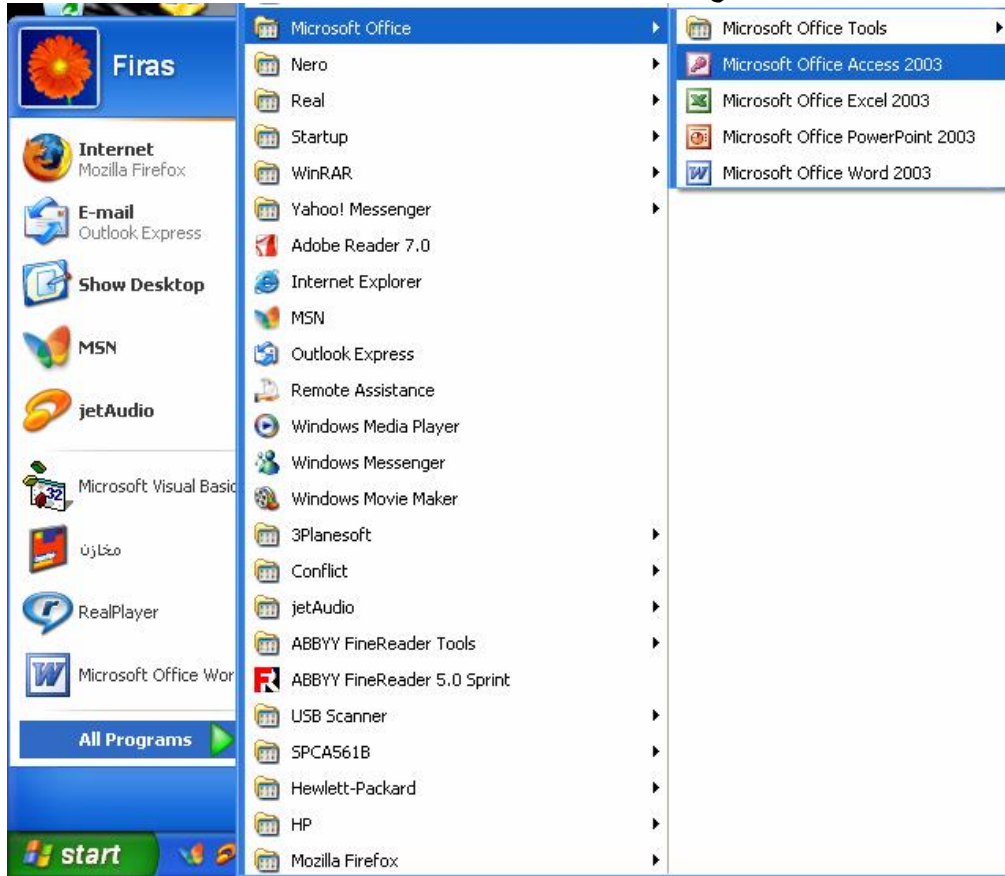 Firas
Internet
Mozilla Firefox
E-mail
Outlook Express
Show Desktop
MSN
jetAudio
Microsoft Visual Basic
مخازن
RealPlayer
Microsoft Office Wor
All Programs
start
Microsoft Office
Nero
Real
Startup
WinRAR
Yahoo! Messenger
Adobe Reader 7.0
Internet Explorer
MSN
Outlook Express
Remote Assistance
Windows Media Player
Windows Messenger
Windows Movie Maker
3Planesoft
Conflict
jetAudio
ABBYY FineReader Tools
ABBYY FineReader 5.0 Sprint
USB Scanner
SPCA561B
Hewlett-Packard
HP
Mozilla Firefox
Microsoft Office Tools
Microsoft Office Access 2003
Microsoft Office Excel 2003
Microsoft Office PowerPoint 2003
Microsoft Office Word 2003